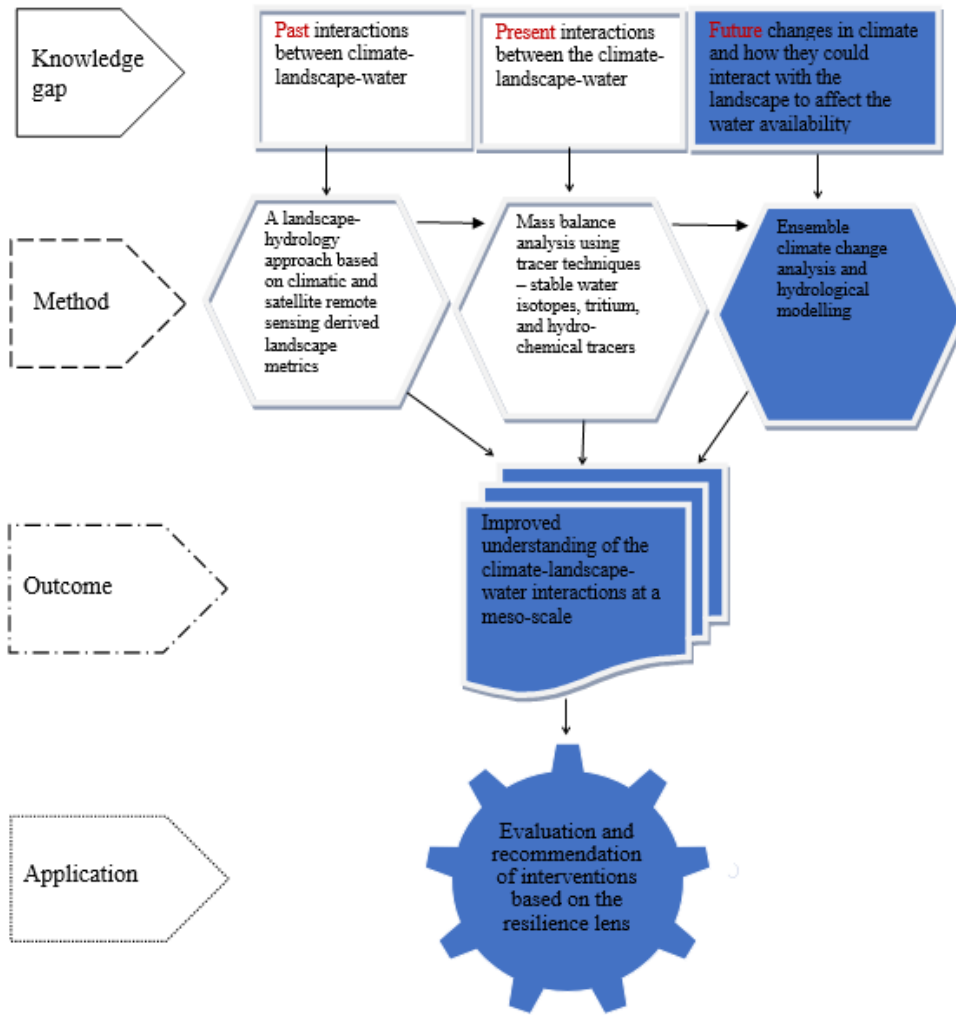 Knowledge
gap
Past interactions
between climate-
landscape-water
Present interactions
between the climate-
landscape-water
Future changes in climate
and how they could
interact with the
landscape to affect the
water availability
Method
A landscape-
hydrology
approach based
on climatic and
satellite remote
sensing derived
landscape
metrics
Mass balance
analysis using
tracer techniques
– stable water
isotopes, tritium,
and hydro-
chemical tracers
Ensemble
climate change
analysis and
hydrological
modelling
Outcome
Improved
understanding of the
climate-landscape-
water interactions at a
meso-scale
Application
Evaluation and
recommendation
of interventions
based on the
resilience lens